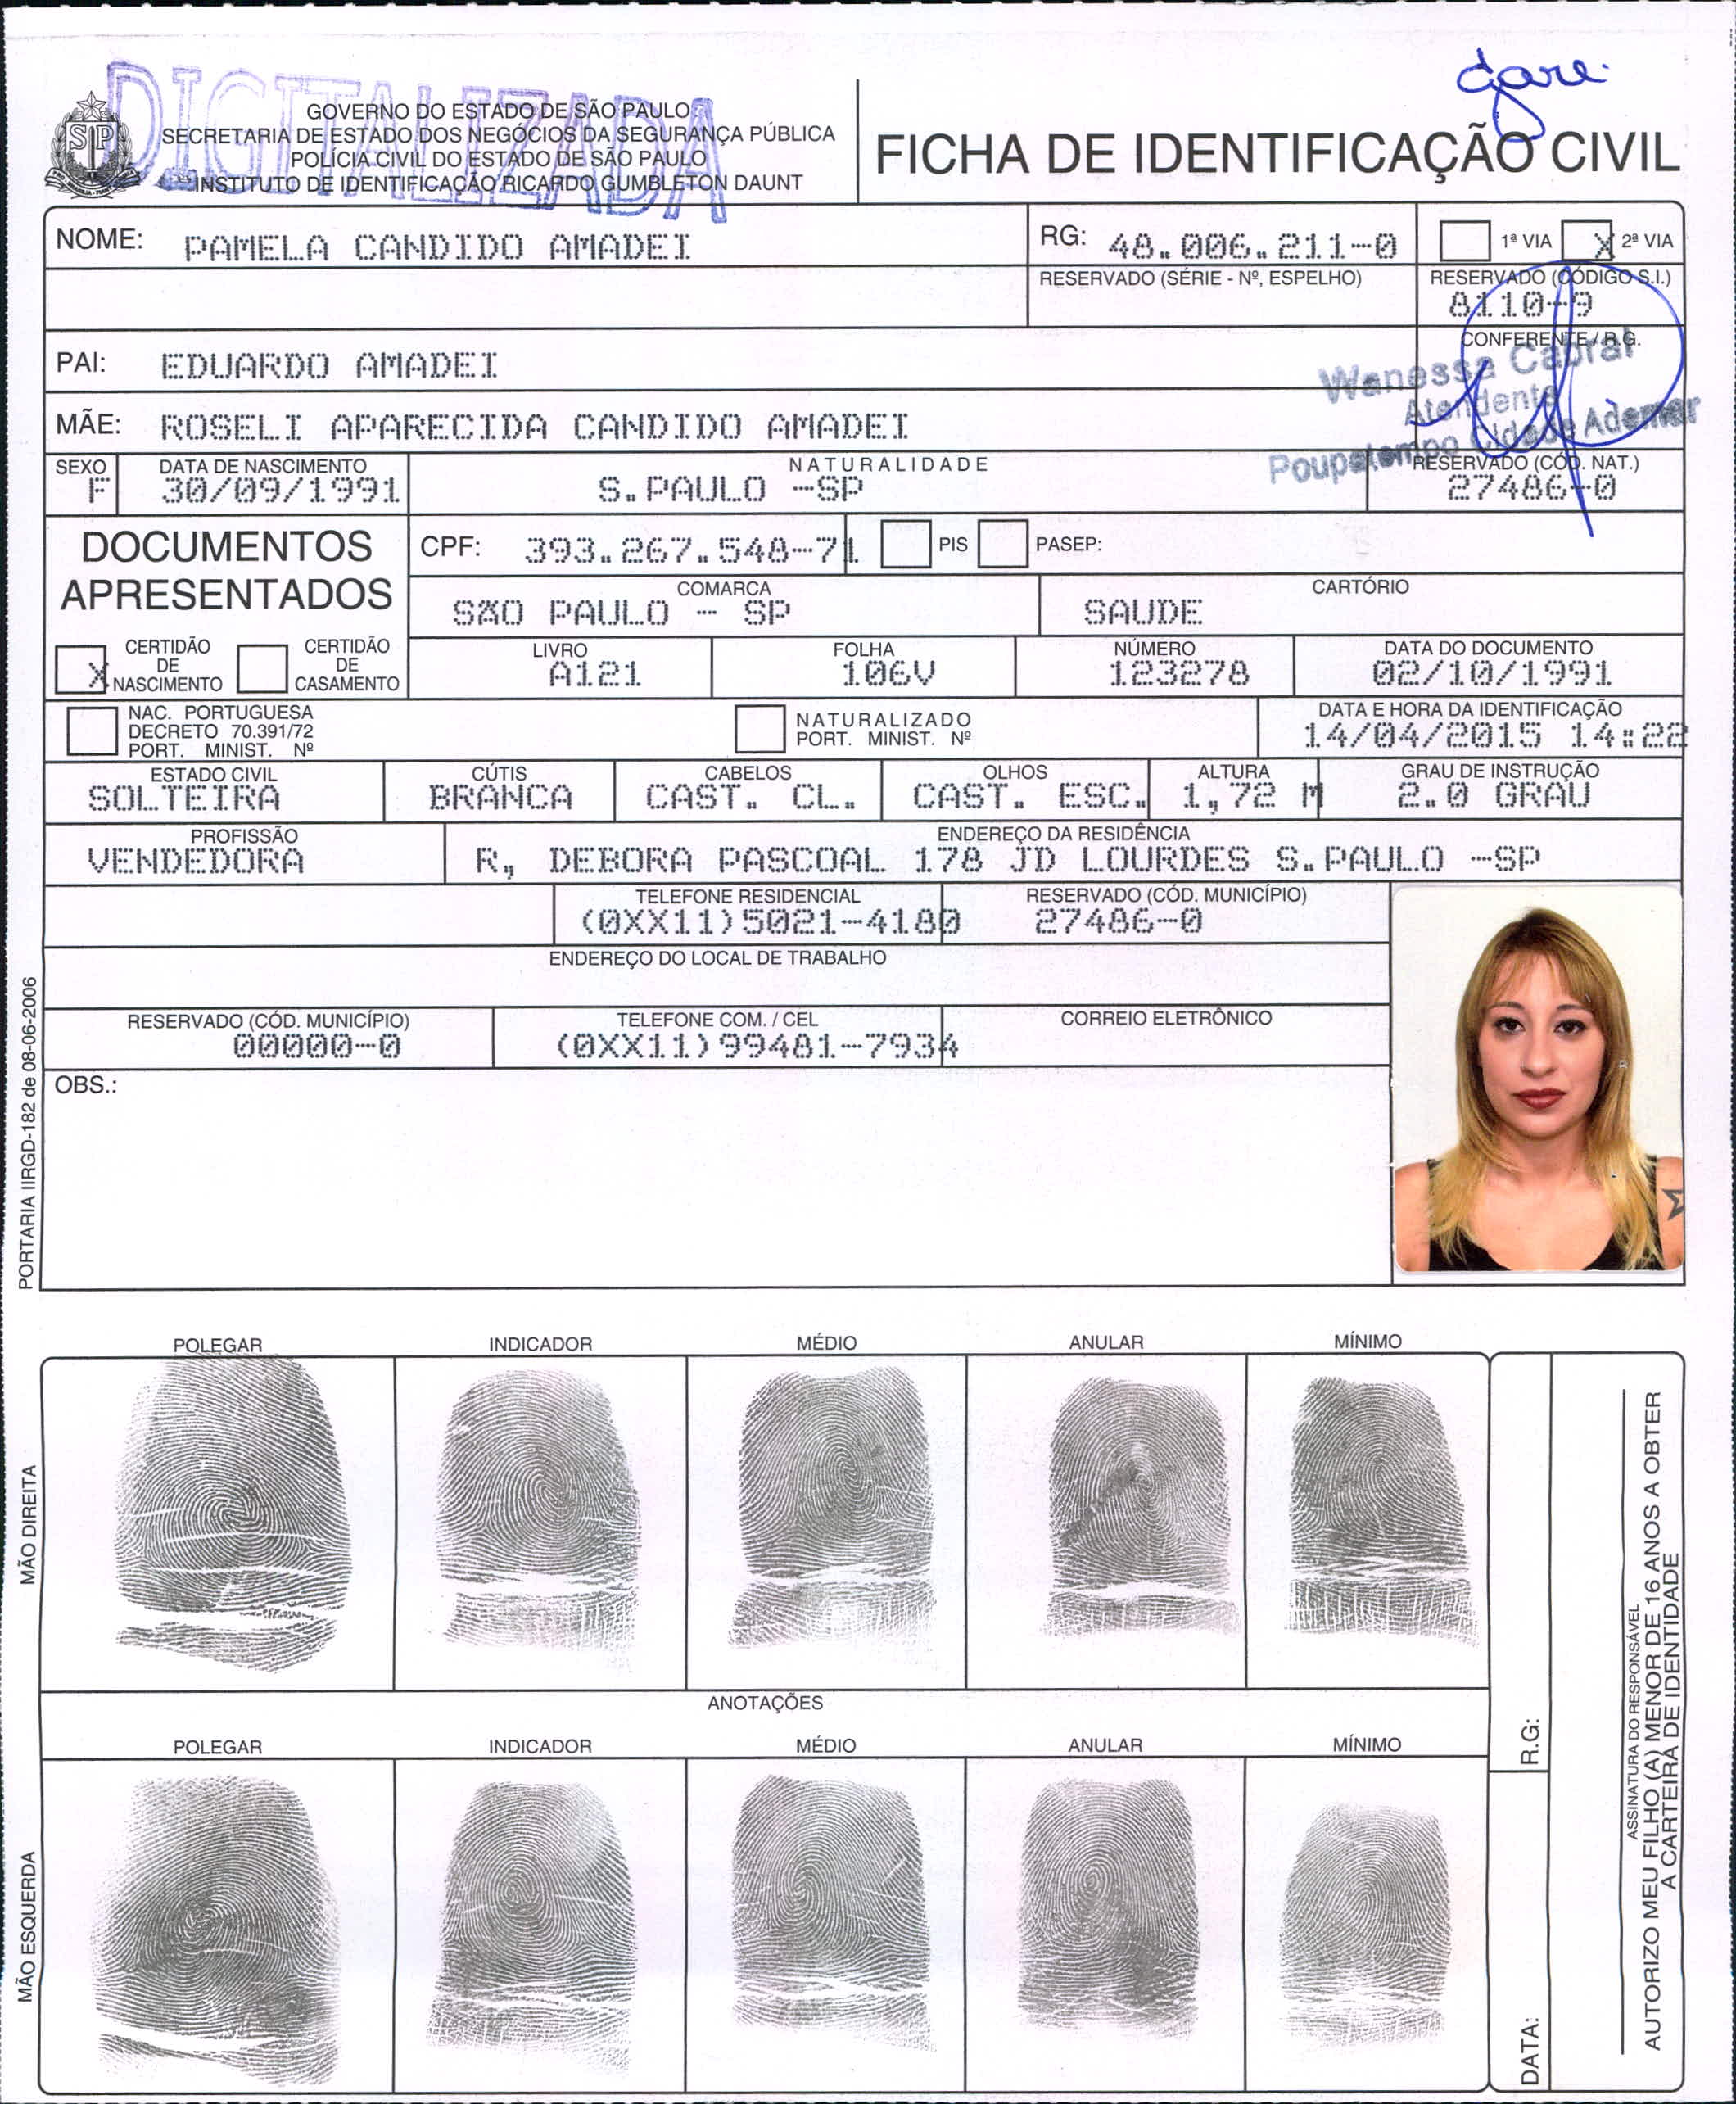 DIGITALIZADA
GOVERNO DO ESTADO DE SÃO PAULO
SECRETARIA DE ESTADO DOS NEGÓCIOS DA SEGURANÇA PÚBLICA
POLÍCIA CIVIL DO ESTADO DE SÃO PAULO
INSTITUTO DE IDENTIFICAÇÃO RICARDO GUMBLETON DAUNT
FICHA DE IDENTIFICAÇÃO CIVIL
NOME: PAMELA CANDIDO AMADEI
RG: 48.006.211-0
1ª VIA X 2ª VIA
RESERVADO (SÉRIE - Nº, ESPELHO)
RESERVADO (CÓDIGO S.I.)
8110-9
PAI: EDUARDO AMADEI
CONFERENTE / R.G.
Wanessa Cabral
Atendente
Poupatempo Cidade Ademar
MÃE: ROSELI APARECIDA CANDIDO AMADEI
SEXO
F
DATA DE NASCIMENTO
30/09/1991
NATURALIDADE
S.PAULO -SP
RESERVADO (CÓD. NAT.)
27486-0
DOCUMENTOS
APRESENTADOS
CPF: 393.267.548-71
PIS
PASEP:
COMARCA
SÃO PAULO - SP
CARTÓRIO
SAUDE
X CERTIDÃO
DE
NASCIMENTO
CERTIDÃO
DE
CASAMENTO
LIVRO
A121
FOLHA
106V
NÚMERO
123278
DATA DO DOCUMENTO
02/10/1991
NAC. PORTUGUESA
DECRETO 70.391/72
PORT. MINIST. Nº
NATURALIZADO
PORT. MINIST. Nº
DATA E HORA DA IDENTIFICAÇÃO
14/04/2015 14:22
ESTADO CIVIL
SOLTEIRA
CÚTIS
BRANCA
CABELOS
CAST. CL.
OLHOS
CAST. ESC.
ALTURA
1,72 M
GRAU DE INSTRUÇÃO
2.0 GRAU
PROFISSÃO
VENDEDORA
ENDEREÇO DA RESIDÊNCIA
R, DEBORA PASCOAL 178 JD LOURDES S.PAULO -SP
TELEFONE RESIDENCIAL
(0XX11)5021-4180
RESERVADO (CÓD. MUNICÍPIO)
27486-0
ENDEREÇO DO LOCAL DE TRABALHO
RESERVADO (CÓD. MUNICÍPIO)
00000-0
TELEFONE COM. / CEL
(0XX11)99481-7934
CORREIO ELETRÔNICO
OBS.:
PORTARIA IIRGD-182 de 08-06-2006
POLEGAR INDICADOR MÉDIO ANULAR MÍNIMO
MÃO DIREITA
ANOTAÇÕES
POLEGAR INDICADOR MÉDIO ANULAR MÍNIMO
MÃO ESQUERDA
R.G:
DATA:
ASSINATURA DO RESPONSÁVEL
AUTORIZO MEU FILHO (A) MENOR DE 16 ANOS A OBTER
A CARTEIRA DE IDENTIDADE